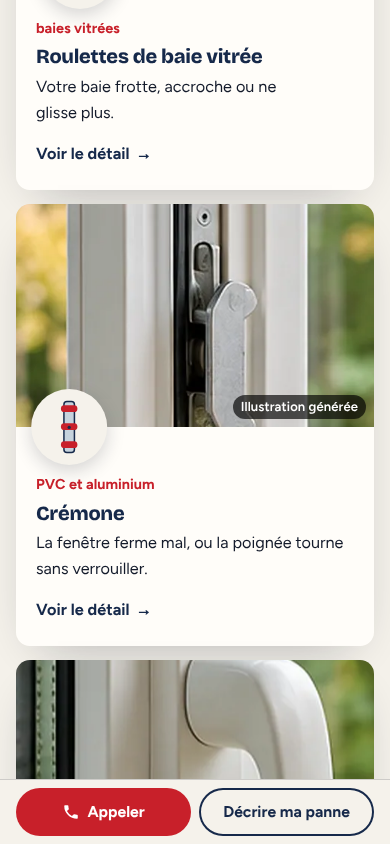 baies vitrées
Roulettes de baie vitrée
Votre baie frotte, accroche ou ne
glisse plus.
Voir le détail →
Illustration générée
PVC et aluminium
Crémone
La fenêtre ferme mal, ou la poignée tourne
sans verrouiller.
Voir le détail →
Appeler
Décrire ma panne